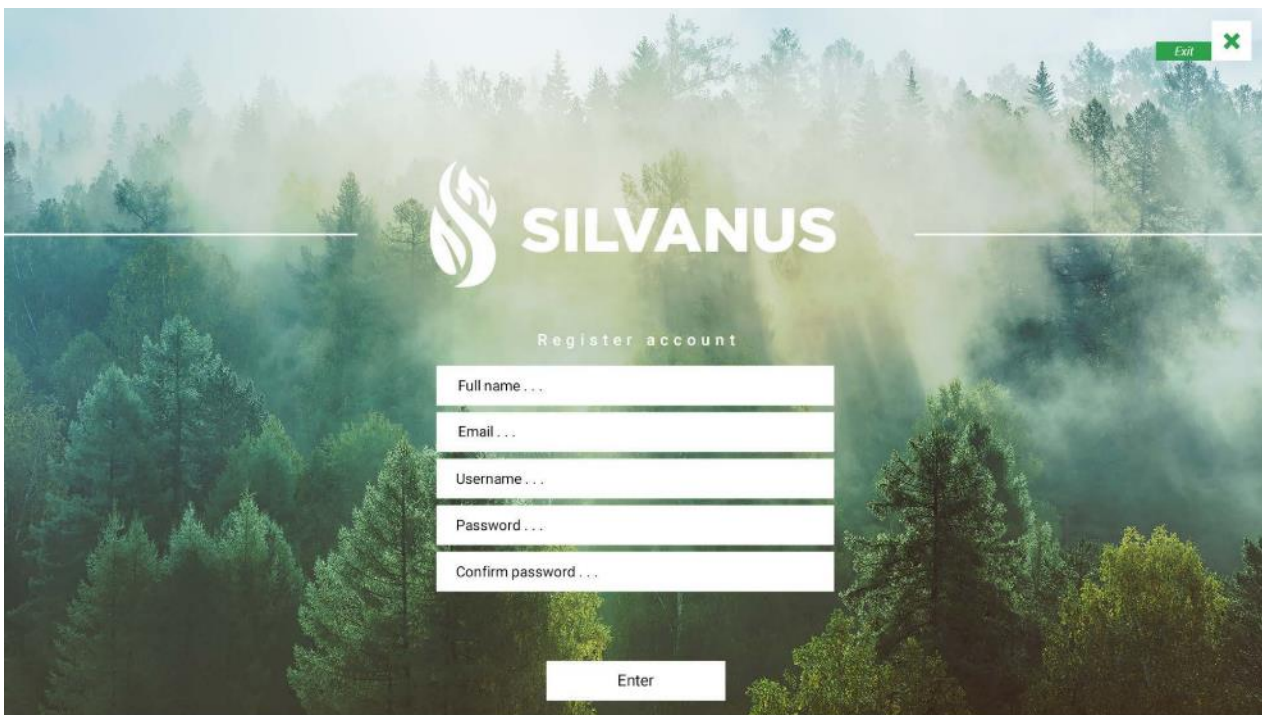 Exit
SILVANUS
Register account
Full name . . .
Email . . .
Username . . .
Password . . .
Confirm password . . .
Enter